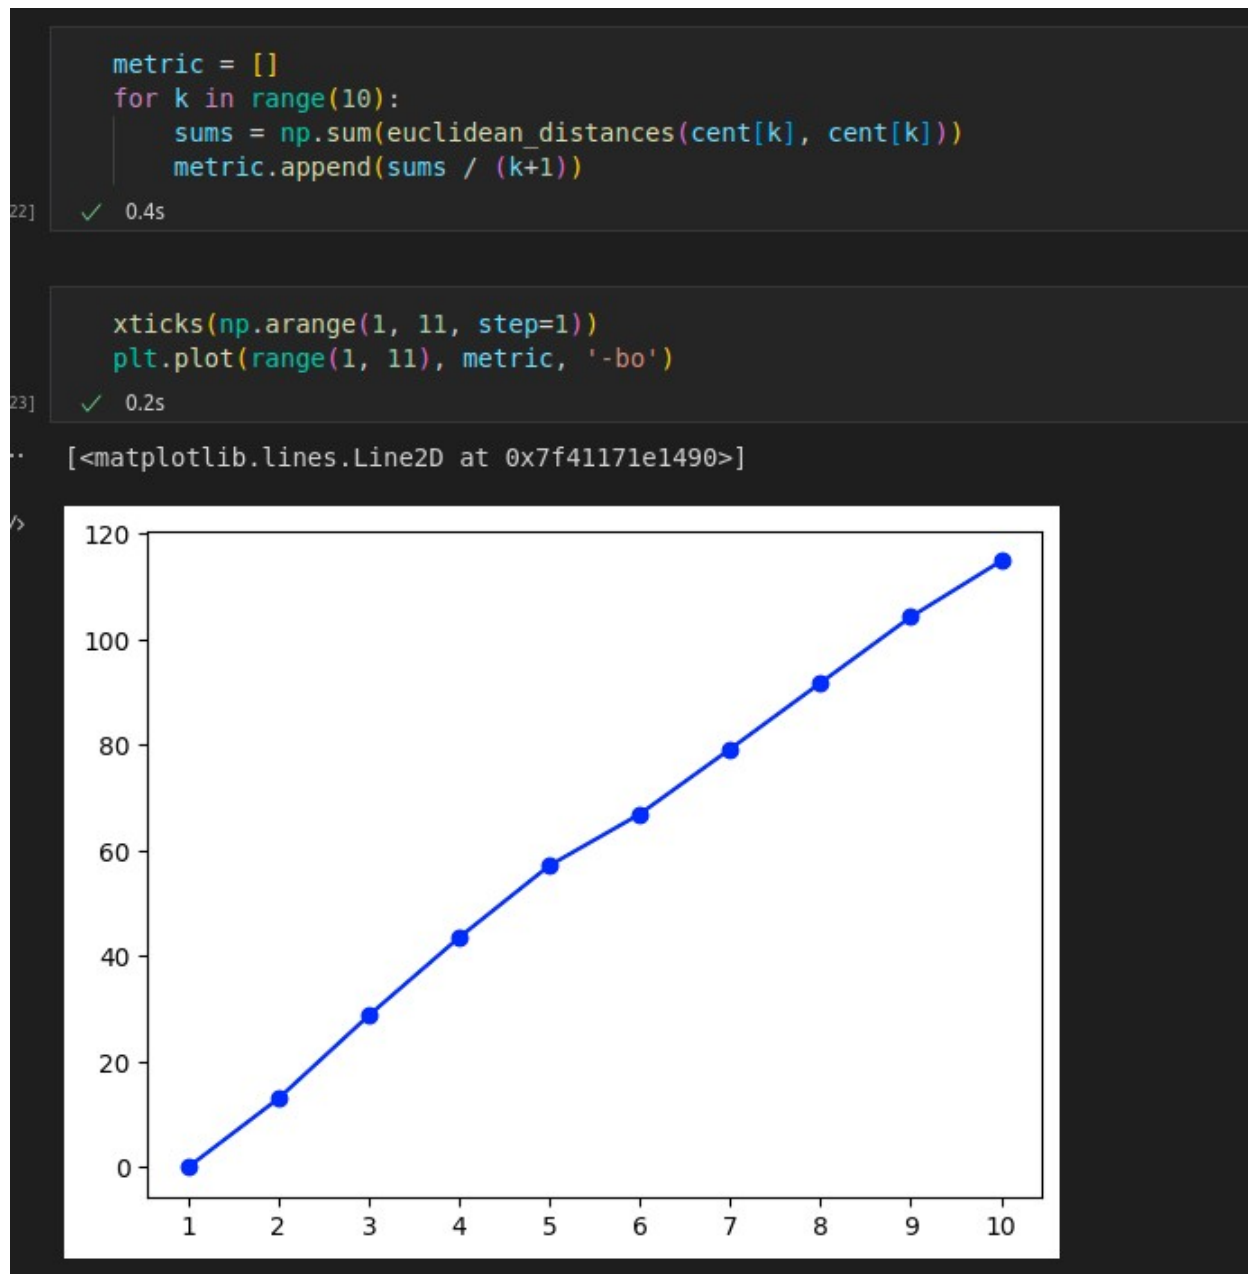 metric = []
for k in range(10):
sums = np.sum(euclidean_distances(cent[k], cent[k]))
metric.append(sums / (k+1))
22]
✓ 0.4s
xticks(np.arange(1, 11, step=1))
plt.plot(range(1, 11), metric, '-bo')
23]
✓ 0.2s
[<matplotlib.lines.Line2D at 0x7f41171e1490>]
/>
120
100
80
60
40
20
0
1 2 3 4 5 6 7 8 9 10